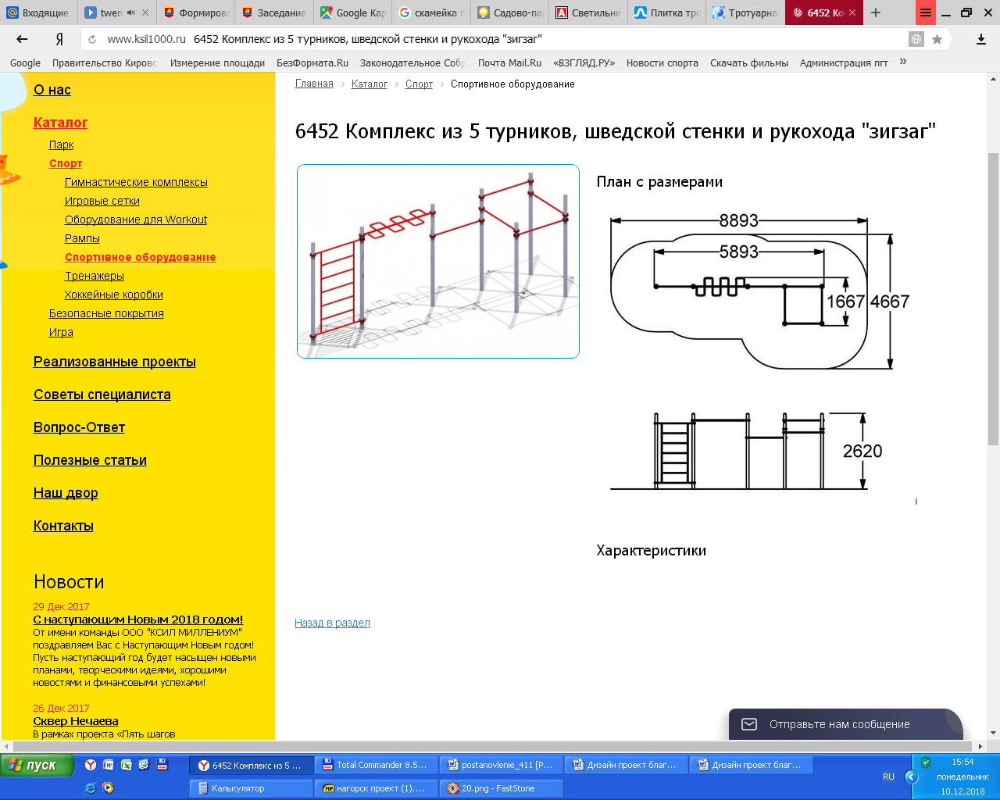 Входящие
twen
Формирова
Заседание
Google Кар
скамейка п
Садово-па
Светильни
Плитка тро
Тротуарна
6452 Ко
www.ksil1000.ru 6452 Комплекс из 5 турников, шведской стенки и рукохода "зигзаг"
Google Правительство Кировс Измерение площади БезФормата.Ru Законодательное Собр Почта Mail.Ru «ВЗГЛЯД.РУ» Новости спорта Скачать фильмы Администрация пгт »
О нас
Каталог
Парк
Спорт
Гимнастические комплексы
Игровые сетки
Оборудование для Workout
Рампы
Спортивное оборудование
Тренажеры
Хоккейные коробки
Безопасные покрытия
Игра
Реализованные проекты
Советы специалиста
Вопрос-Ответ
Полезные статьи
Наш двор
Контакты
Новости
29 Дек 2017
С наступающим Новым 2018 годом!
От имени команды ООО "КСИЛ МИЛЛЕНИУМ"
поздравляем Вас с Наступающим Новым годом!
Пусть наступающий год будет насыщен новыми
планами, творческими идеями, хорошими
новостями и финансовыми успехами!
26 Дек 2017
Сквер Нечаева
В рамках проекта «Пять шагов
Главная › Каталог › Спорт › Спортивное оборудование
6452 Комплекс из 5 турников, шведской стенки и рукохода "зигзаг"
План с размерами
8893
5893
1667 4667
2620
Характеристики
Назад в раздел
Отправьте нам сообщение
пуск
6452 Комплекс из 5 ...
Total Commander 8.5...
postanovlenie_411 [Р...
Дизайн проект благ...
Дизайн проект благ...
Калькулятор
нагорск проект (1)....
20.png - FastStone
RU
15:54
понедельник
10.12.2018